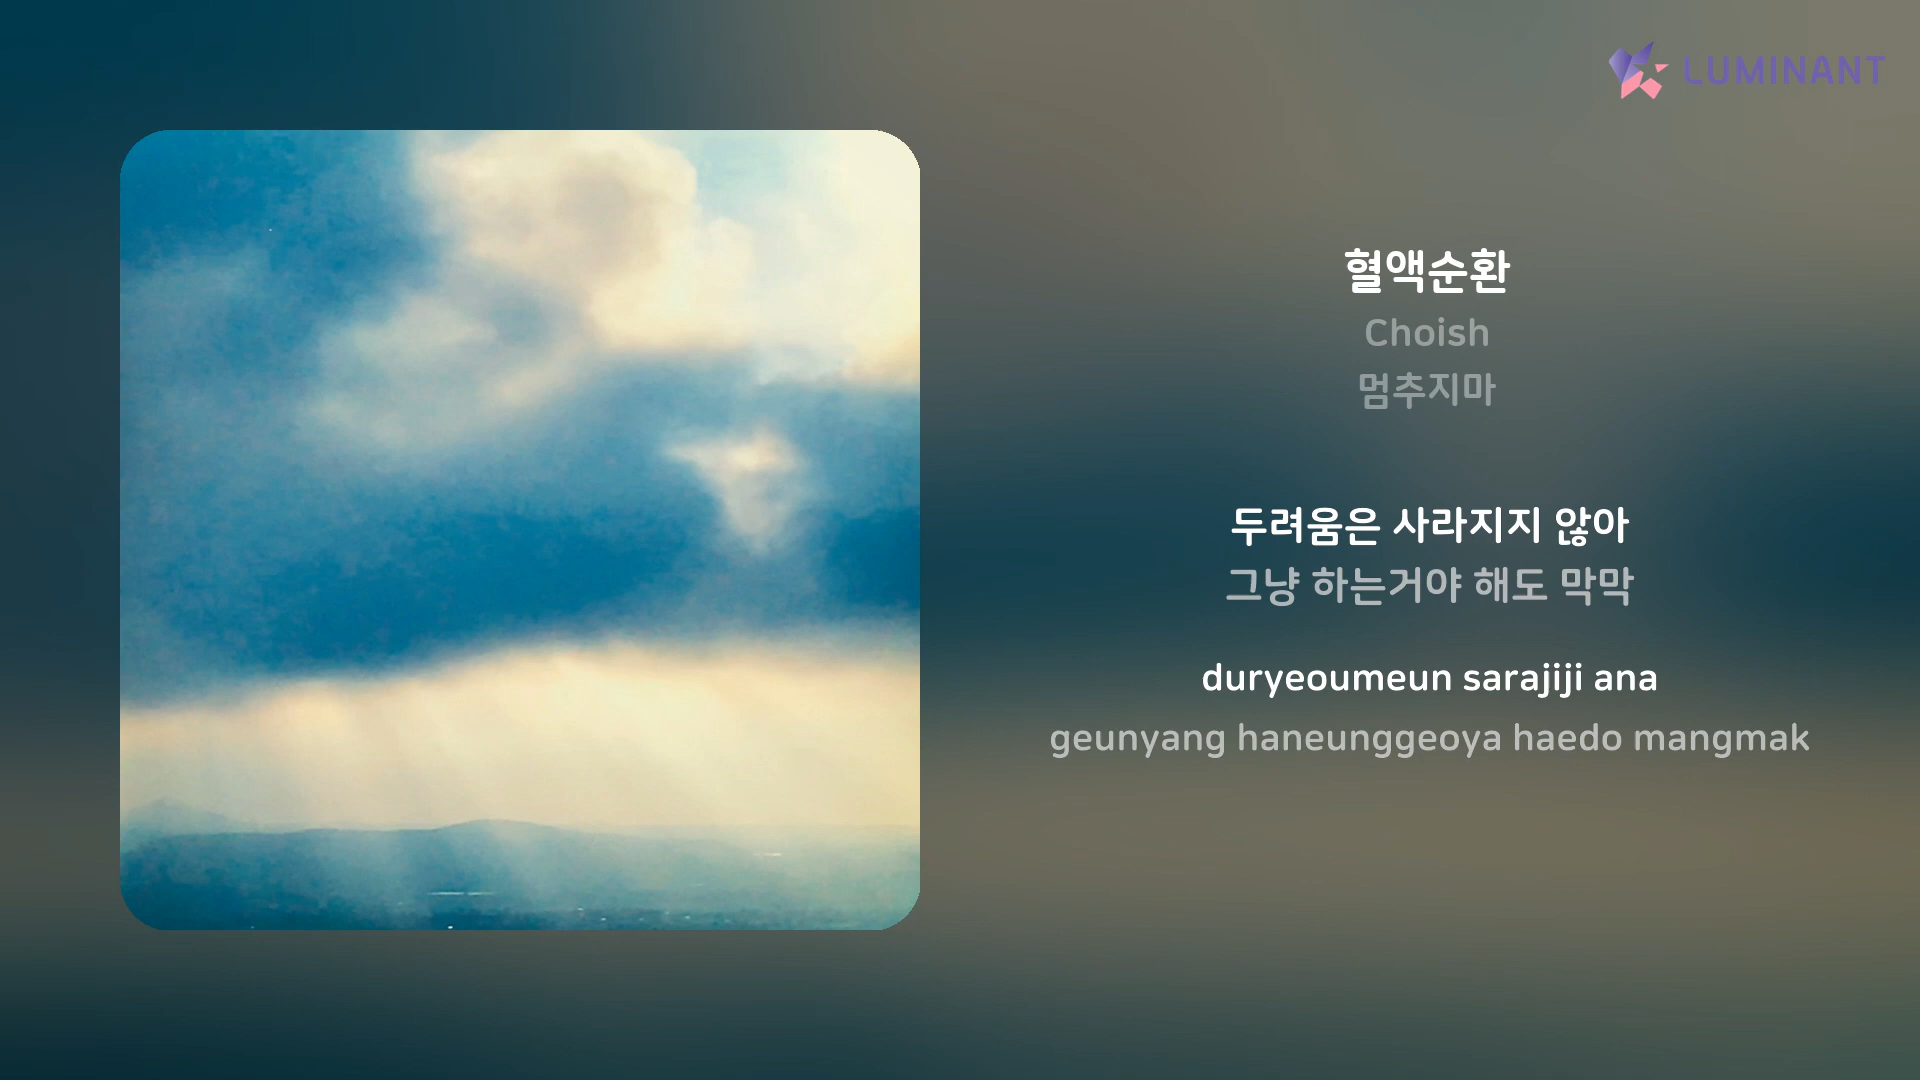 LUMINANT
혈액순환
Choish
멈추지마
두려움은 사라지지 않아
그냥 하는거야 해도 막막
duryeoumeun sarajiji ana
geunyang haneunggeoya haedo mangmak